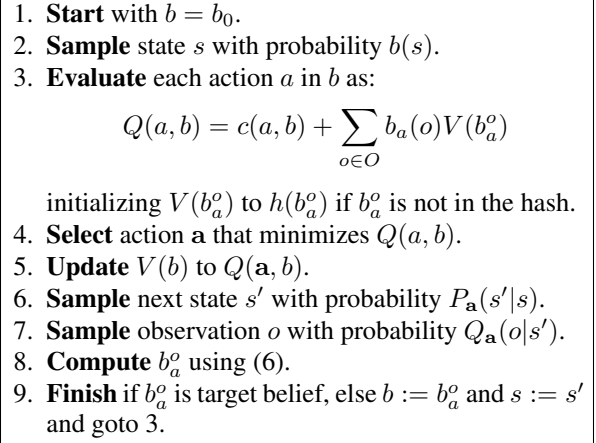 1. Start with b = b₀.
2. Sample state s with probability b(s).
3. Evaluate each action a in b as:
Q(a, b) = c(a, b) + ∑_{o∈O} b_a(o)V(b_a^o)
initializing V(b_a^o) to h(b_a^o) if b_a^o is not in the hash.
4. Select action a that minimizes Q(a, b).
5. Update V(b) to Q(a, b).
6. Sample next state s′ with probability P_a(s′|s).
7. Sample observation o with probability Q_a(o|s′).
8. Compute b_a^o using (6).
9. Finish if b_a^o is target belief, else b := b_a^o and s := s′
and goto 3.